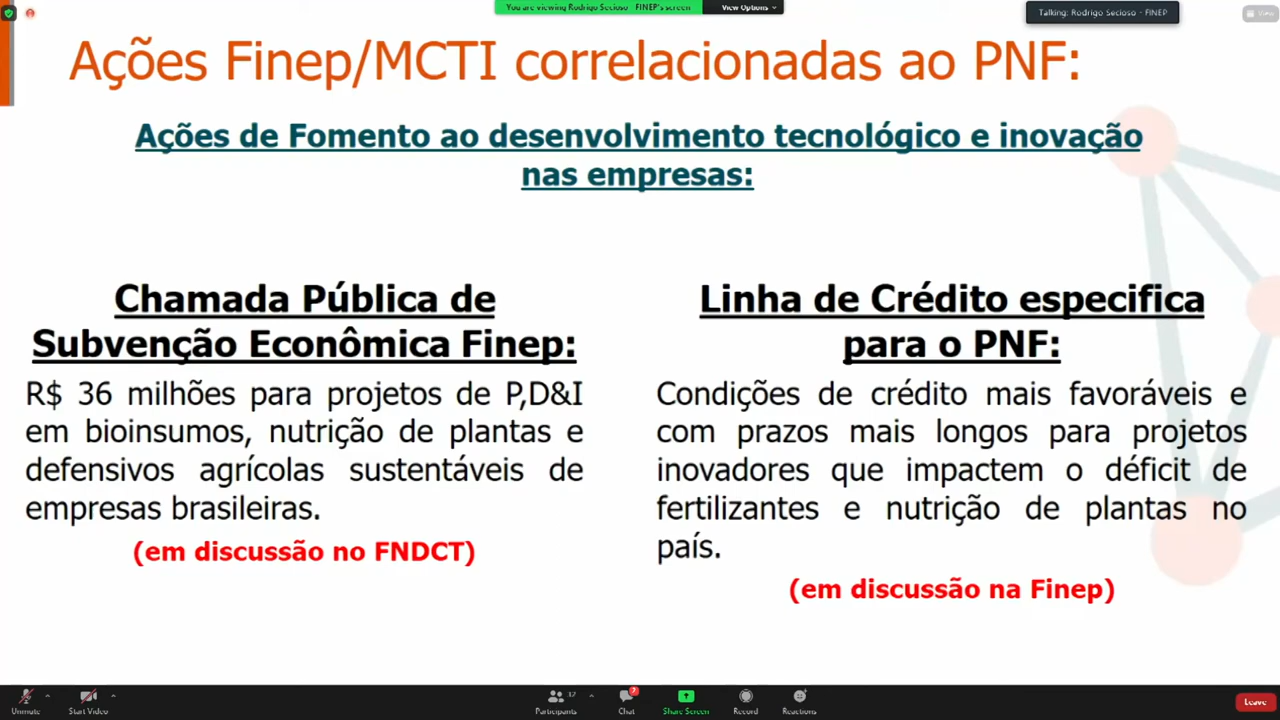 You are viewing Rodrigo Secioso - FINEP's screen
View Options
Talking: Rodrigo Secioso - FINEP
View
Ações Finep/MCTI correlacionadas ao PNF:
Ações de Fomento ao desenvolvimento tecnológico e inovação
nas empresas:
Chamada Pública de
Subvenção Econômica Finep:
R$ 36 milhões para projetos de P,D&I
em bioinsumos, nutrição de plantas e
defensivos agrícolas sustentáveis de
empresas brasileiras.
(em discussão no FNDCT)
Linha de Crédito especifica
para o PNF:
Condições de crédito mais favoráveis e
com prazos mais longos para projetos
inovadores que impactem o déficit de
fertilizantes e nutrição de plantas no
país.
(em discussão na Finep)
Unmute
Start Video
Participants
37
Chat
7
Share Screen
Record
Reactions
Leave